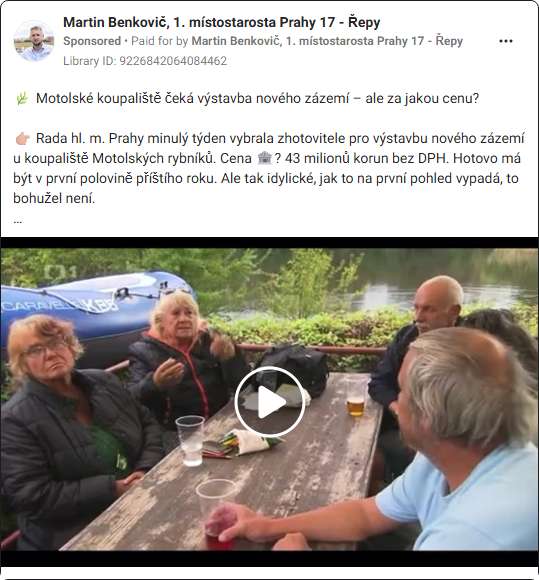 Martin Benkovič, 1. místostarosta Prahy 17 - Řepy
Sponsored • Paid for by Martin Benkovič, 1. místostarosta Prahy 17 - Řepy
Library ID: 9226842064084462
🌿 Motolské koupaliště čeká výstavba nového zázemí – ale za jakou cenu?
👉🏼 Rada hl. m. Prahy minulý týden vybrala zhotovitele pro výstavbu nového zázemí
u koupaliště Motolských rybníků. Cena 🏚? 43 milionů korun bez DPH. Hotovo má
být v první polovině příštího roku. Ale tak idylické, jak to na první pohled vypadá, to
bohužel není.
...
CARAVELLE K85